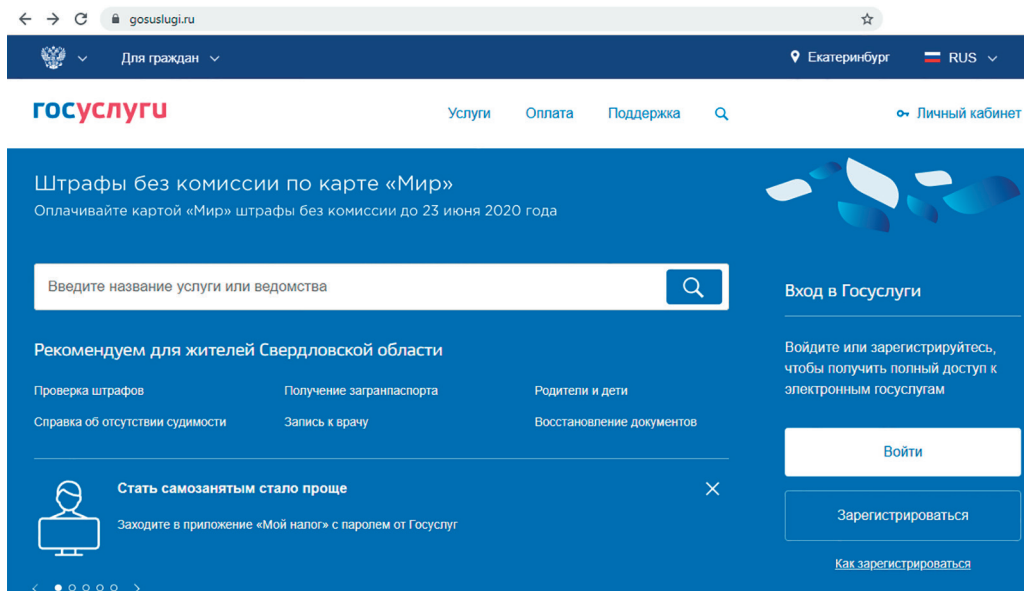 gosuslugi.ru
Для граждан
Екатеринбург
RUS
госуслуги
Услуги
Оплата
Поддержка
Личный кабинет
Штрафы без комиссии по карте «Мир»
Оплачивайте картой «Мир» штрафы без комиссии до 23 июня 2020 года
Введите название услуги или ведомства
Рекомендуем для жителей Свердловской области
Проверка штрафов
Получение загранпаспорта
Родители и дети
Справка об отсутствии судимости
Запись к врачу
Восстановление документов
Стать самозанятым стало проще
Заходите в приложение «Мой налог» с паролем от Госуслуг
Вход в Госуслуги
Войдите или зарегистрируйтесь,
чтобы получить полный доступ к
электронным госуслугам
Войти
Зарегистрироваться
Как зарегистрироваться